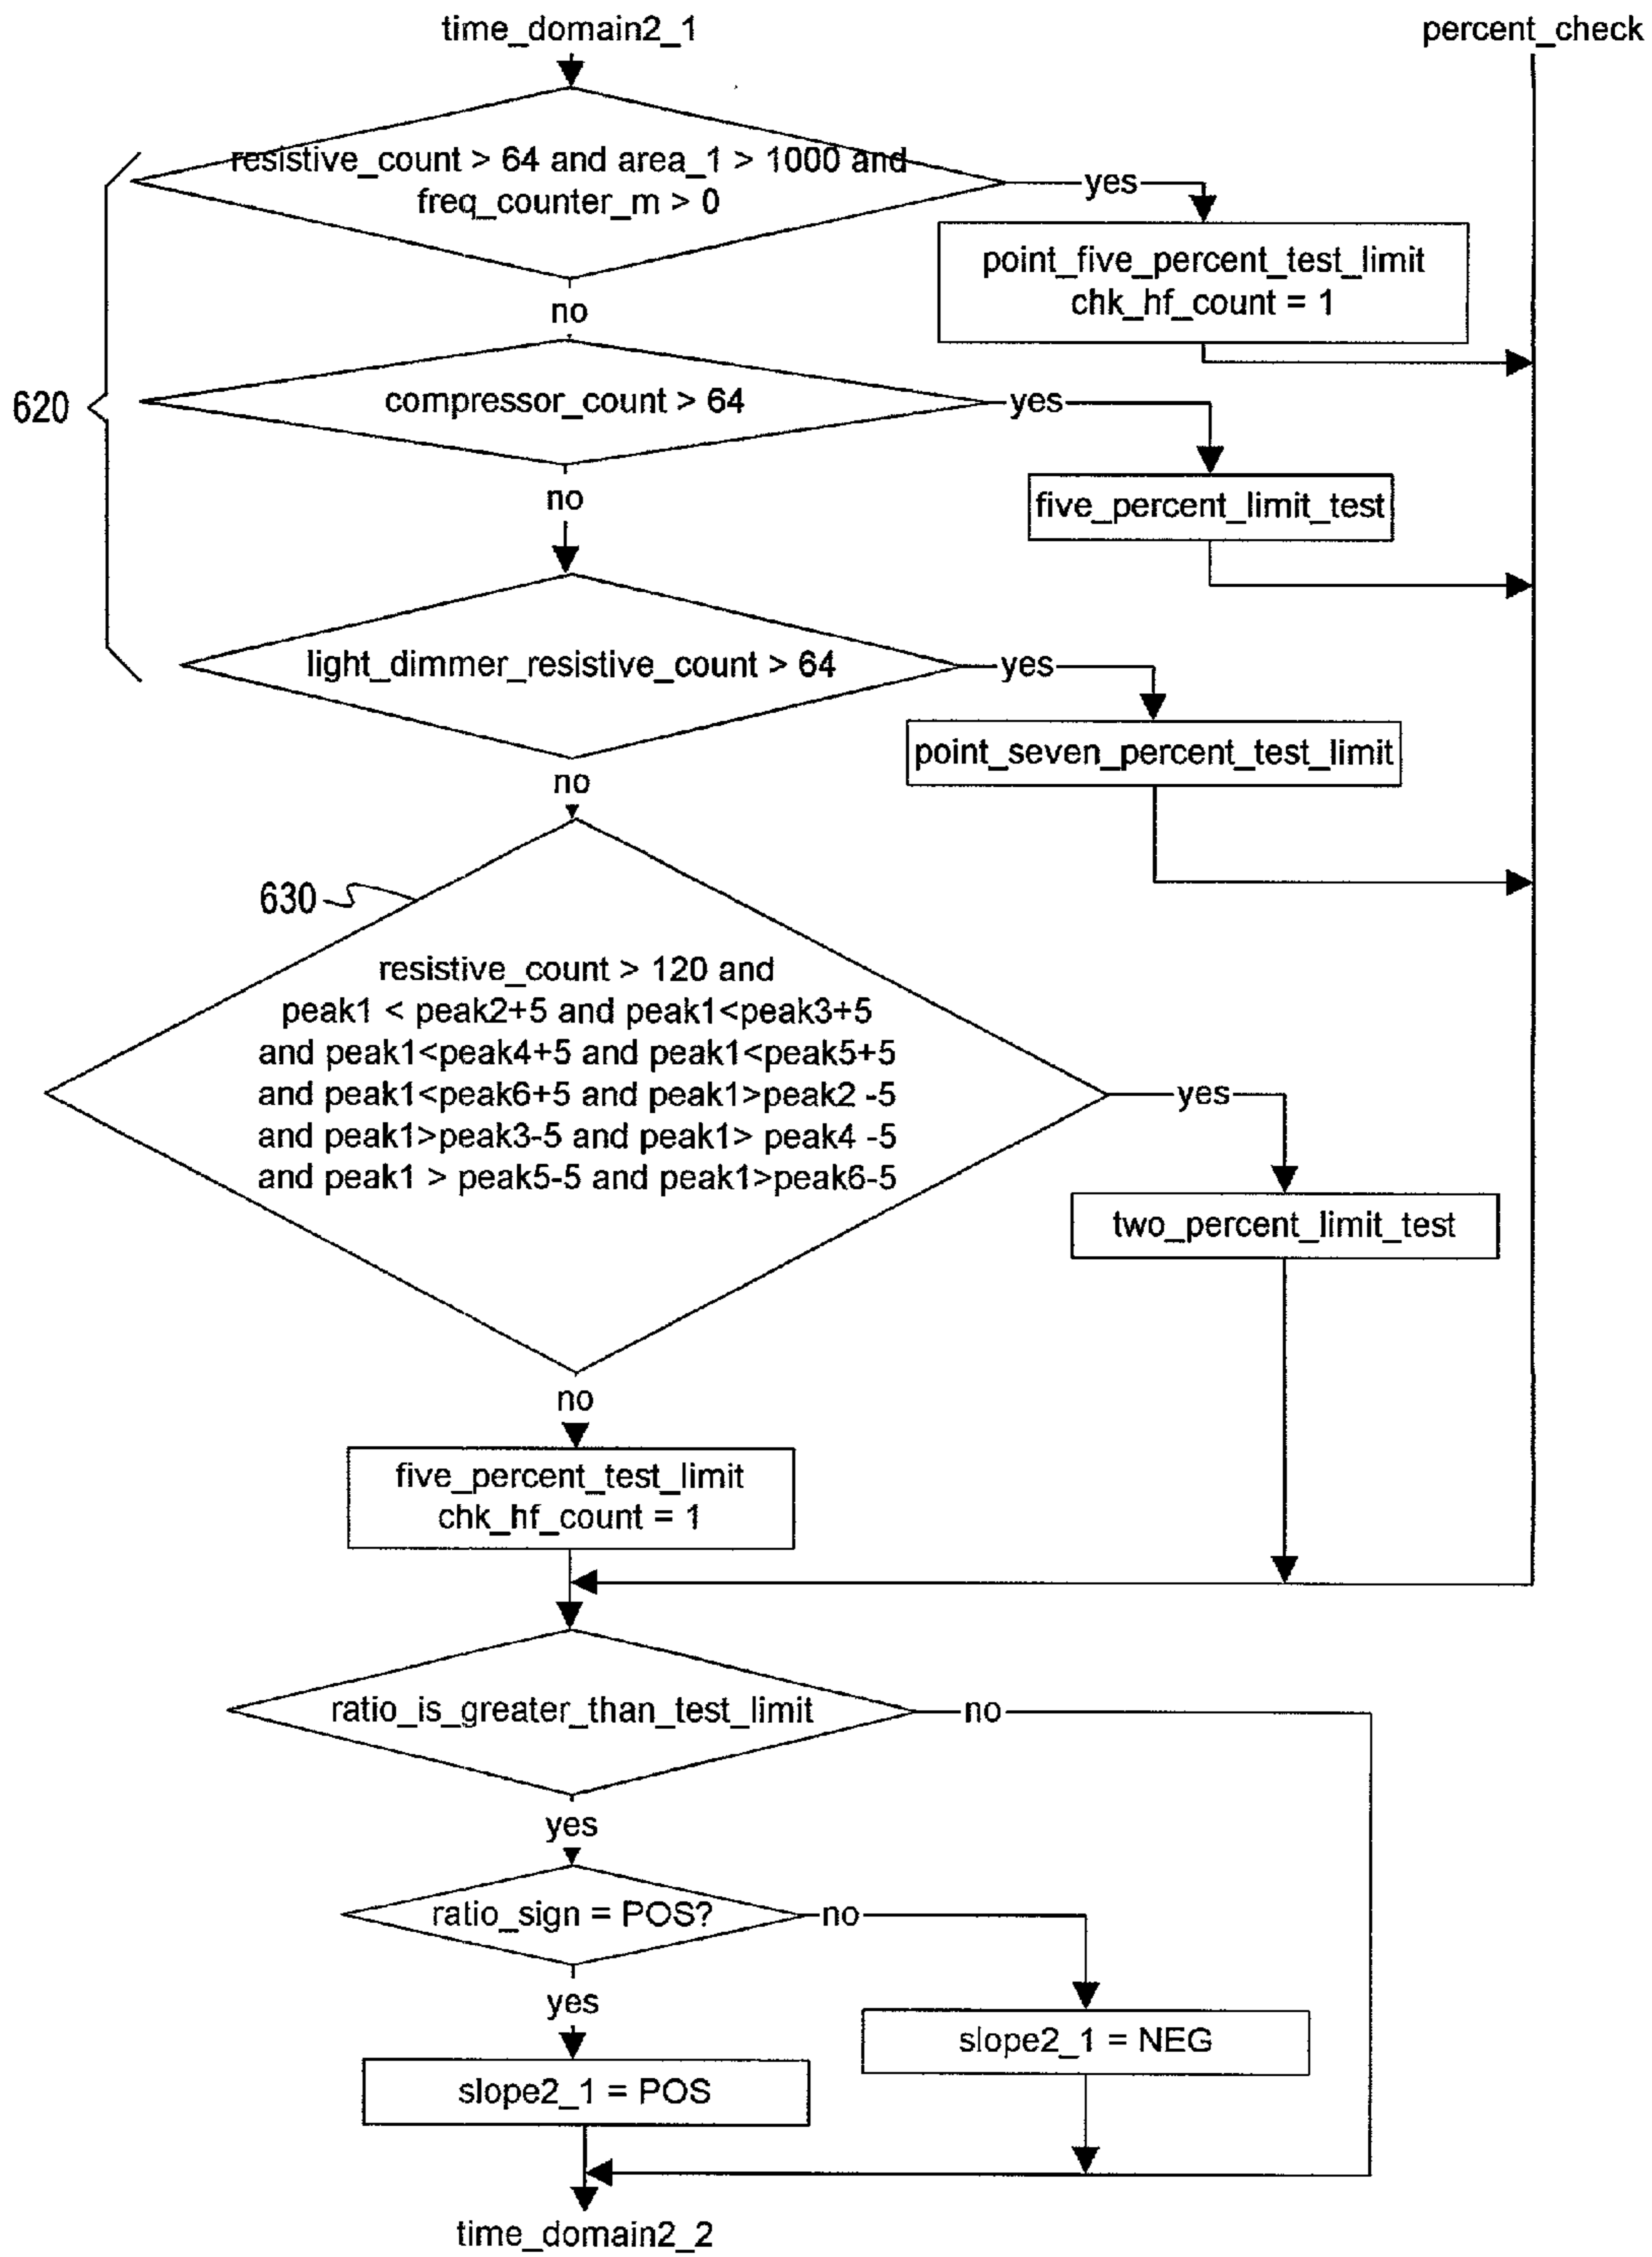 time_domain2_1
percent_check
resistive_count > 64 and area_1 > 1000 and
freq_counter_m > 0
yes
point_five_percent_test_limit
chk_hf_count = 1
no
620
compressor_count > 64
yes
five_percent_limit_test
no
light_dimmer_resistive_count > 64
yes
point_seven_percent_test_limit
no
630
resistive_count > 120 and
peak1 < peak2+5 and peak1<peak3+5
and peak1<peak4+5 and peak1<peak5+5
and peak1<peak6+5 and peak1>peak2 -5
and peak1>peak3-5 and peak1> peak4 -5
and peak1 > peak5-5 and peak1>peak6-5
yes
two_percent_limit_test
no
five_percent_test_limit
chk_hf_count = 1
ratio_is_greater_than_test_limit
no
yes
ratio_sign = POS?
no
yes
slope2_1 = NEG
slope2_1 = POS
time_domain2_2